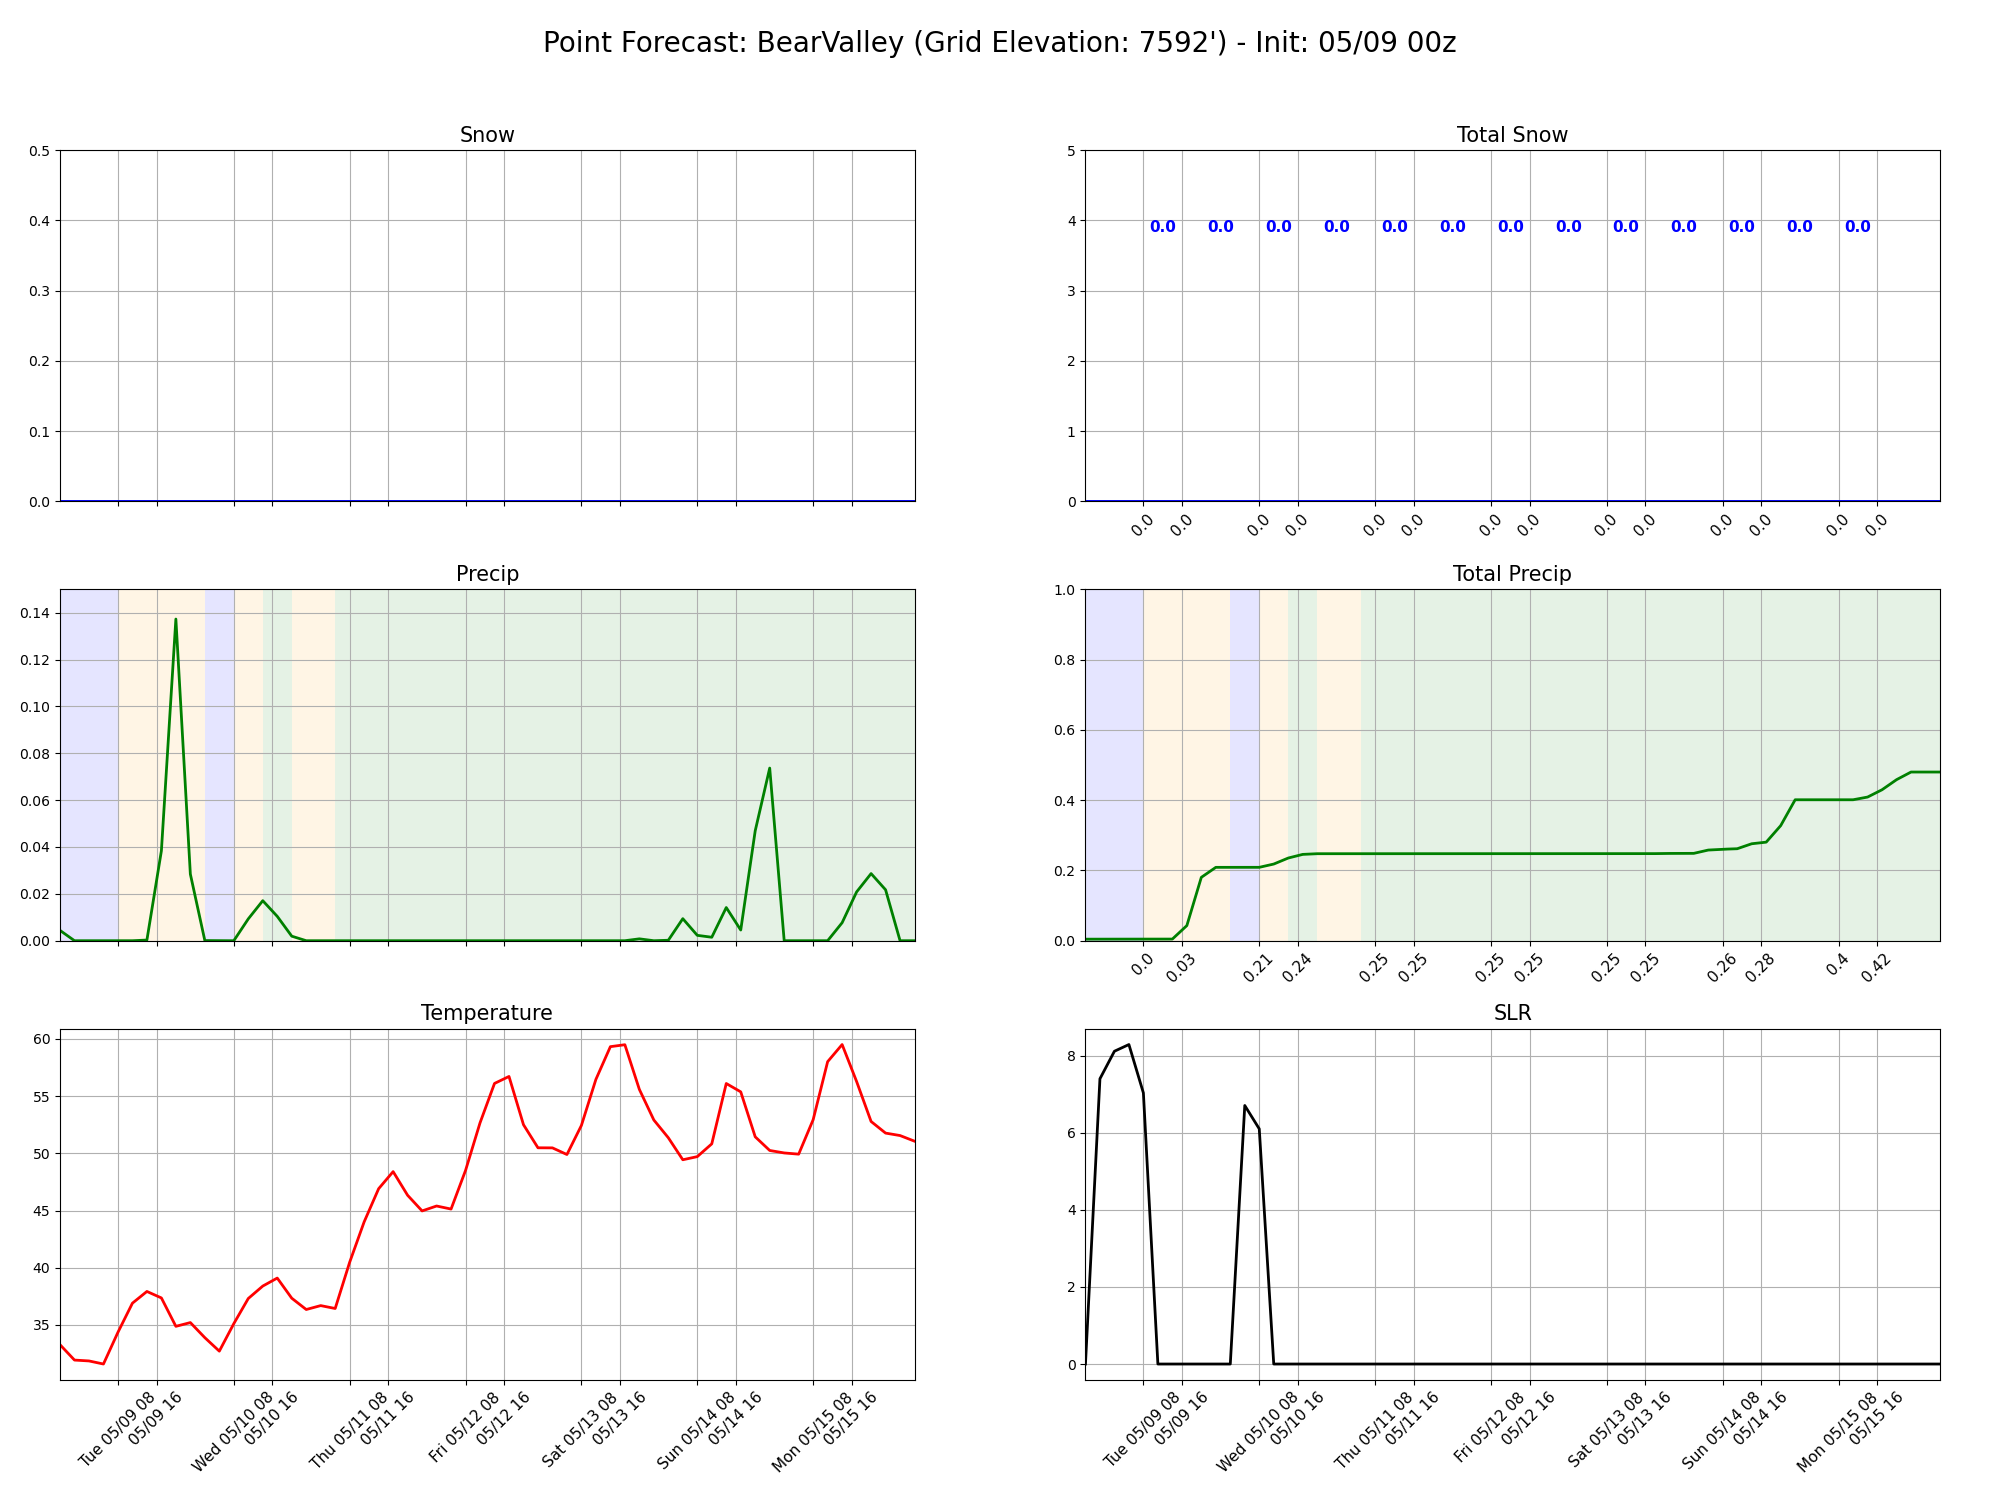 Point Forecast: BearValley (Grid Elevation: 7592') - Init: 05/09 00z
Snow
0.5
0.4
0.3
0.2
0.1
0.0
Total Snow
5
4
3
2
1
0
0.0 0.0 0.0 0.0 0.0 0.0 0.0 0.0 0.0 0.0 0.0 0.0 0.0
0.0 0.0 0.0 0.0 0.0 0.0 0.0 0.0 0.0 0.0 0.0 0.0 0.0 0.0
Precip
0.14
0.12
0.10
0.08
0.06
0.04
0.02
0.00
Total Precip
1.0
0.8
0.6
0.4
0.2
0.0
0.0 0.03 0.21 0.24 0.25 0.25 0.25 0.25 0.25 0.25 0.26 0.28 0.4 0.42
Temperature
60
55
50
45
40
35
Tue 05/09 08
05/09 16
Wed 05/10 08
05/10 16
Thu 05/11 08
05/11 16
Fri 05/12 08
05/12 16
Sat 05/13 08
05/13 16
Sun 05/14 08
05/14 16
Mon 05/15 08
05/15 16
SLR
8
6
4
2
0
Tue 05/09 08
05/09 16
Wed 05/10 08
05/10 16
Thu 05/11 08
05/11 16
Fri 05/12 08
05/12 16
Sat 05/13 08
05/13 16
Sun 05/14 08
05/14 16
Mon 05/15 08
05/15 16